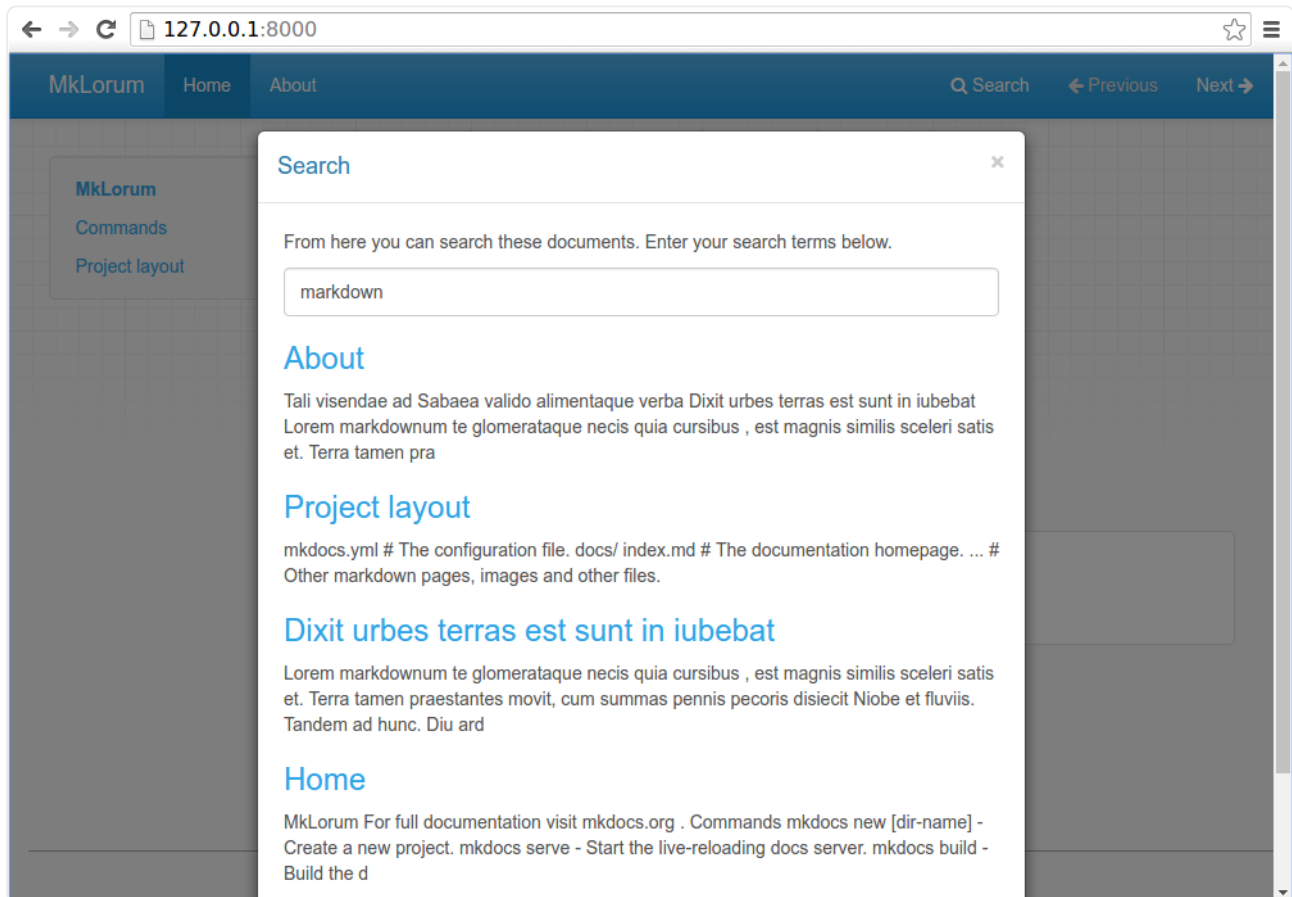 127.0.0.1:8000
MkLorum Home About Search Previous Next
MkLorum
Commands
Project layout
Search ×
From here you can search these documents. Enter your search terms below.
markdown
About
Tali visendae ad Sabaea valido alimentaque verba Dixit urbes terras est sunt in iubebat
Lorem markdownum te glomerataque necis quia cursibus , est magnis similis sceleri satis
et. Terra tamen pra
Project layout
mkdocs.yml # The configuration file. docs/ index.md # The documentation homepage. ... #
Other markdown pages, images and other files.
Dixit urbes terras est sunt in iubebat
Lorem markdownum te glomerataque necis quia cursibus , est magnis similis sceleri satis
et. Terra tamen praestantes movit, cum summas pennis pecoris disiecit Niobe et fluviis.
Tandem ad hunc. Diu ard
Home
MkLorum For full documentation visit mkdocs.org . Commands mkdocs new [dir-name] -
Create a new project. mkdocs serve - Start the live-reloading docs server. mkdocs build -
Build the d